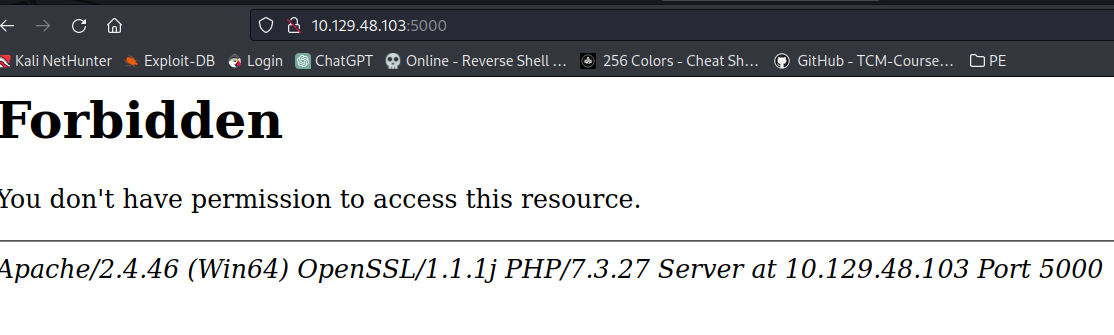 10.129.48.103:5000
Kali NetHunter Exploit-DB Login ChatGPT Online - Reverse Shell ... 256 Colors - Cheat Sh... GitHub - TCM-Course... PE
Forbidden
You don't have permission to access this resource.
Apache/2.4.46 (Win64) OpenSSL/1.1.1j PHP/7.3.27 Server at 10.129.48.103 Port 5000